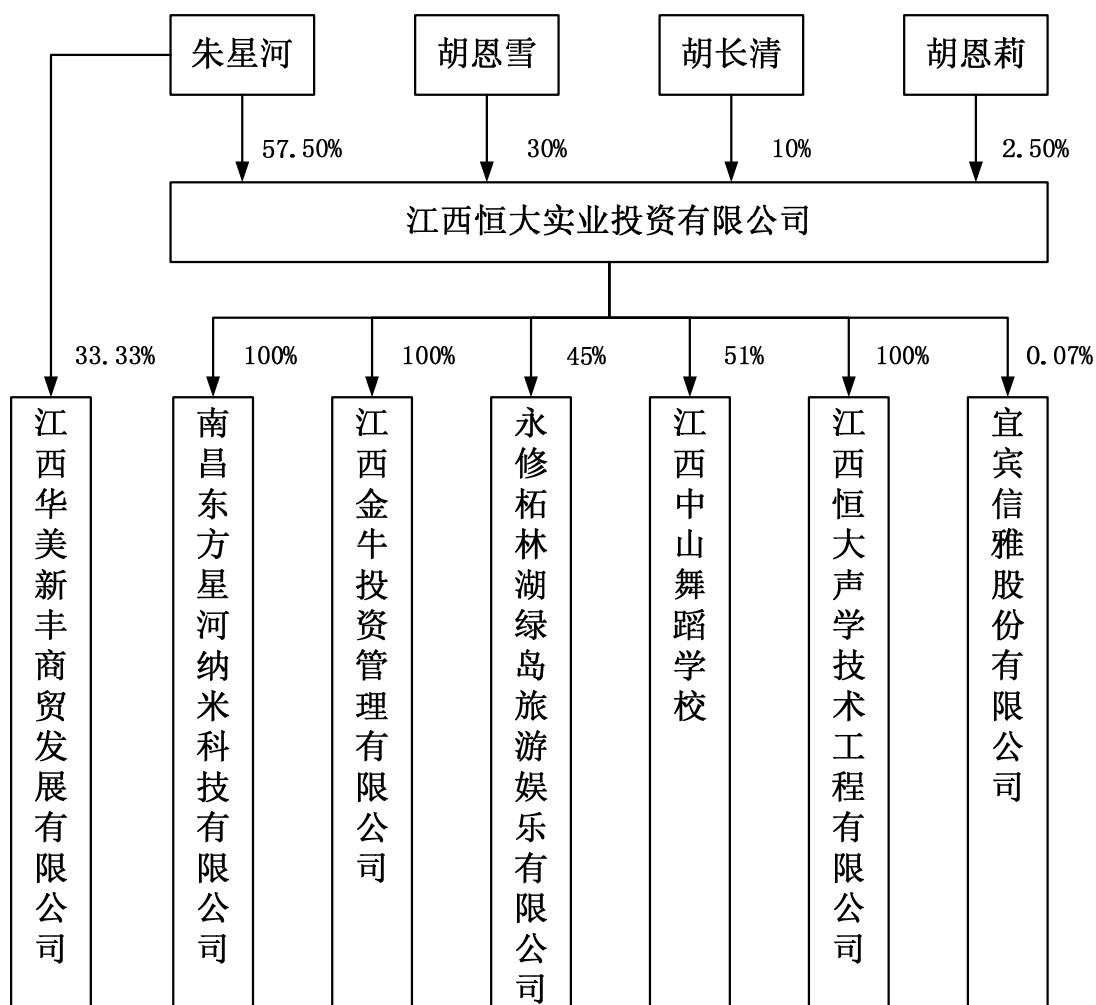 朱星河
胡恩雪
胡长清
胡恩莉
57.50%
30%
10%
2.50%
江西恒大实业投资有限公司
33.33%
100%
100%
45%
51%
100%
0.07%
江西华美新丰商贸发展有限公司
南昌东方星河纳米科技有限公司
江西金牛投资管理有限公司
永修柘林湖绿岛旅游娱乐有限公司
江西中山舞蹈学校
江西恒大声学技术工程有限公司
宜宾信雅股份有限公司